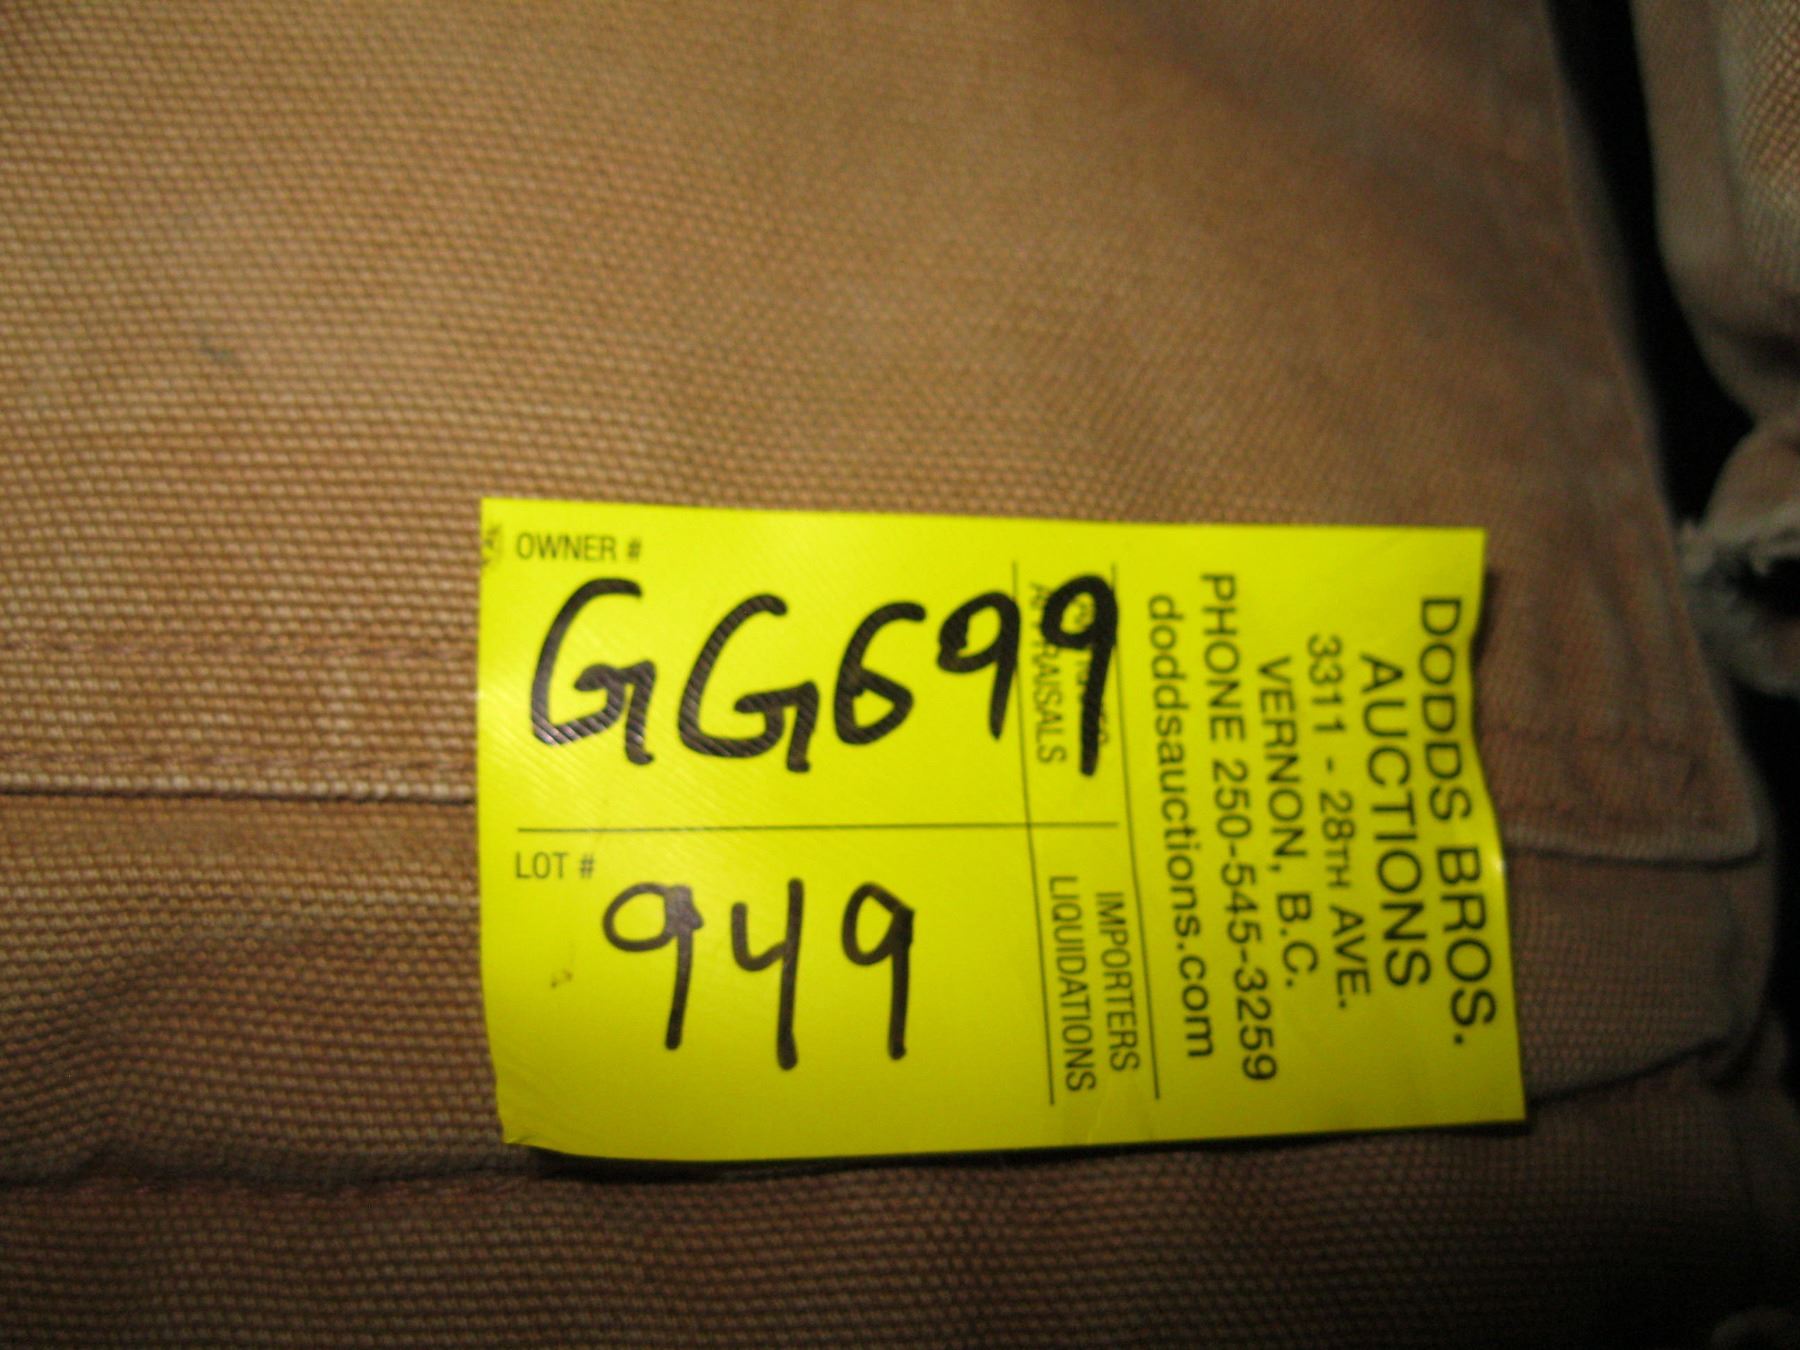 OWNER #
GG699
LOT #
949
DODDS BROS.
AUCTIONS
3311 - 28TH AVE.
VERNON, B.C.
PHONE 250-545-3259
doddsauctions.com
IMPORTERS
APPRAISALS LIQUIDATIONS